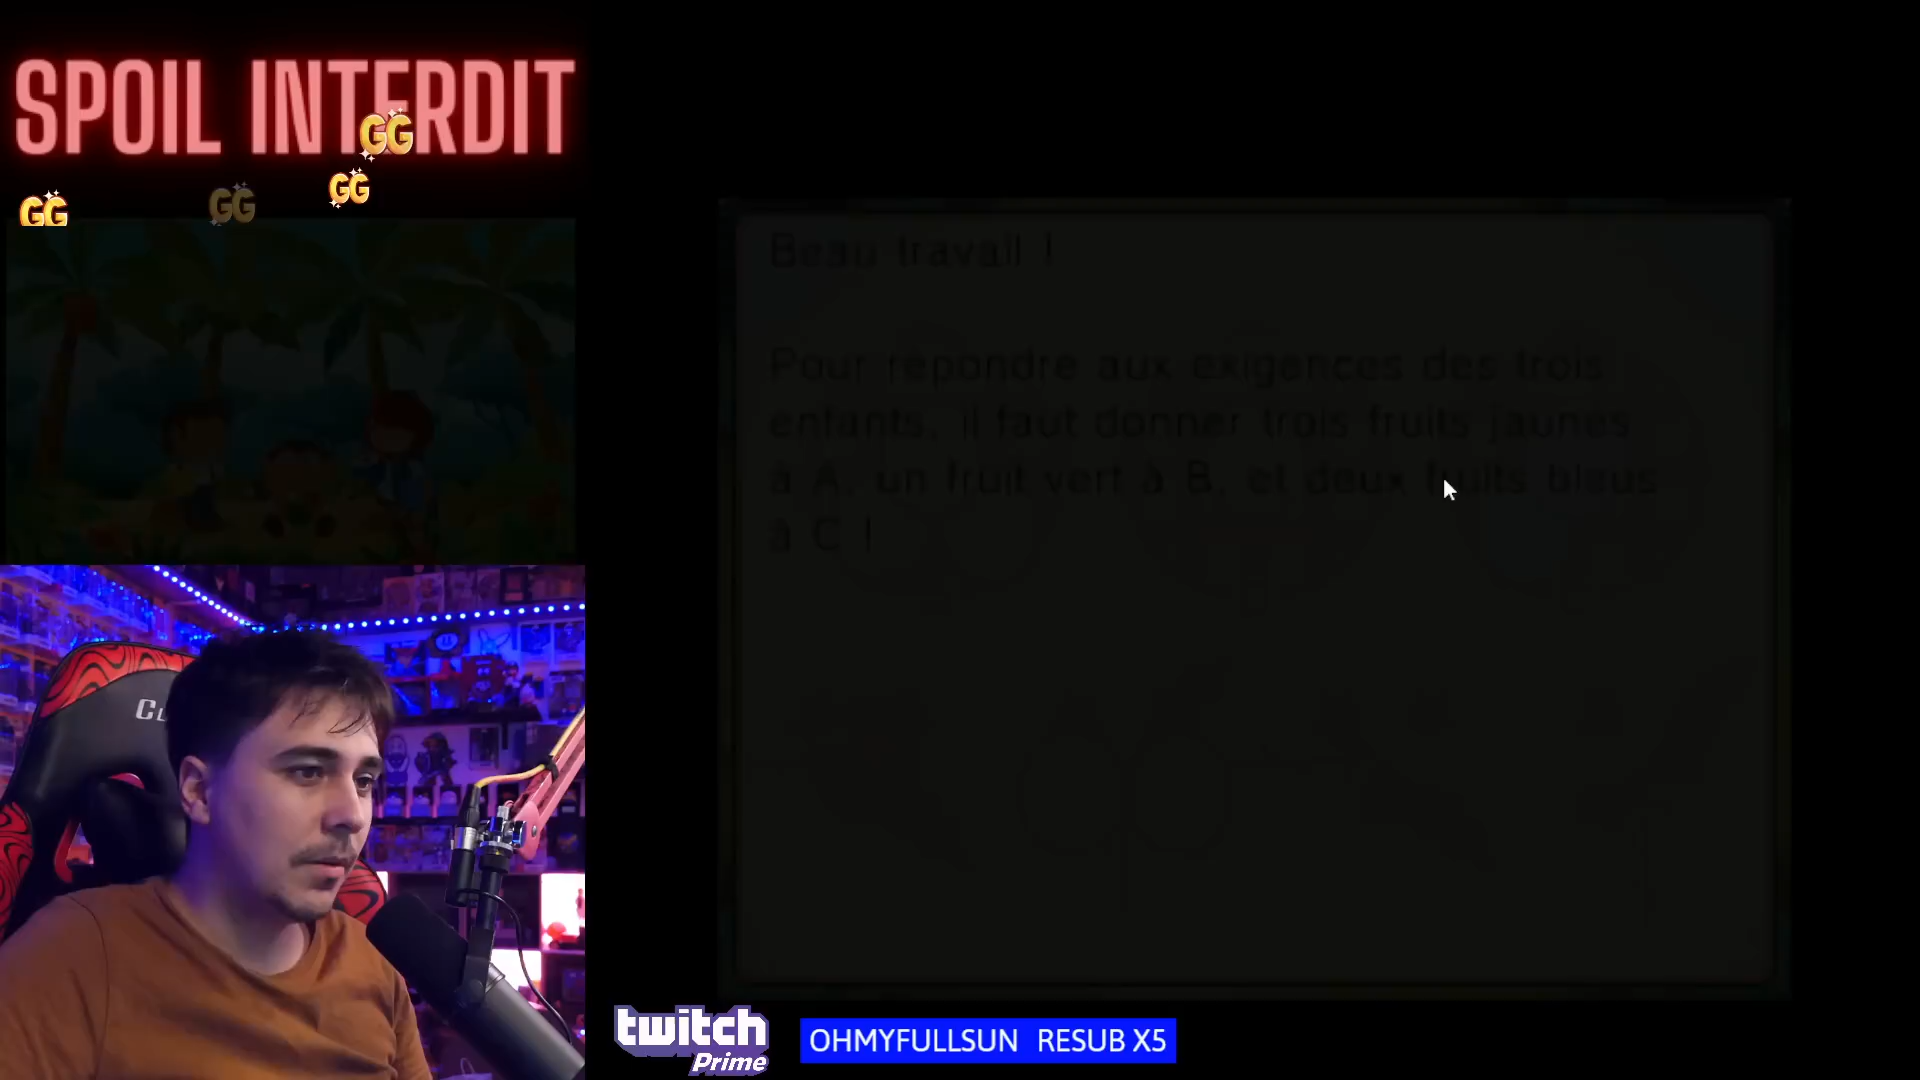 SPOIL INTERDIT
GG
GG
GG
GG
Beau travail !
Pour répondre aux exigences des trois
enfants, il faut donner trois fruits jaunes
à A, un fruit vert à B, et deux fruits bleus
à C !
twitch
Prime
OHMYFULLSUN RESUB X5